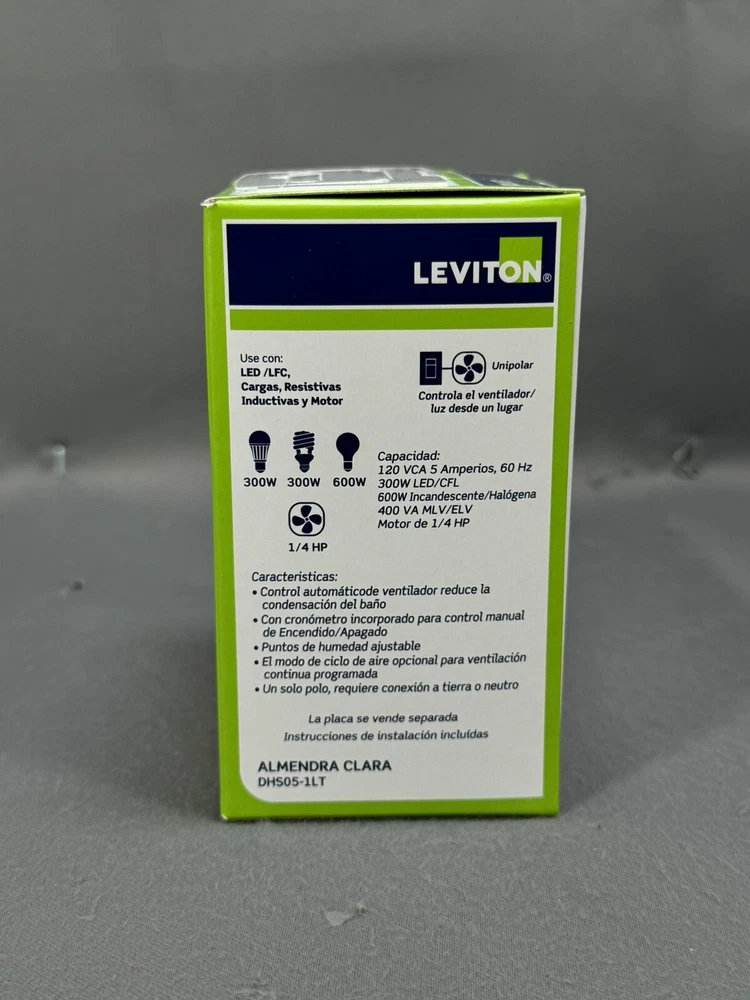 LEVITON®
Use con:
LED /LFC,
Cargas, Resistivas
Inductivas y Motor
Unipolar
Controla el ventilador/
luz desde un lugar
300W 300W 600W
1/4 HP
Capacidad:
120 VCA 5 Amperios, 60 Hz
300W LED/CFL
600W Incandescente/Halógena
400 VA MLV/ELV
Motor de 1/4 HP
Caracteristicas:
• Control automáticode ventilador reduce la
condensación del baño
• Con cronómetro incorporado para control manual
de Encendido/Apagado
• Puntos de humedad ajustable
• El modo de ciclo de aire opcional para ventilación
continua programada
• Un solo polo, requiere conexión a tierra o neutro
La placa se vende separada
Instrucciones de instalación incluídas
ALMENDRA CLARA
DHS05-1LT